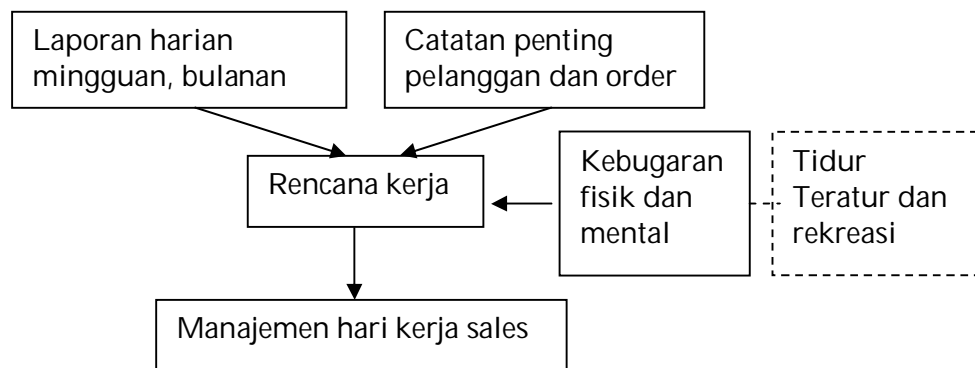 Laporan harian
mingguan, bulanan
Catatan penting
pelanggan dan order
Rencana kerja
Kebugaran
fisik dan
mental
Tidur
Teratur dan
rekreasi
Manajemen hari kerja sales